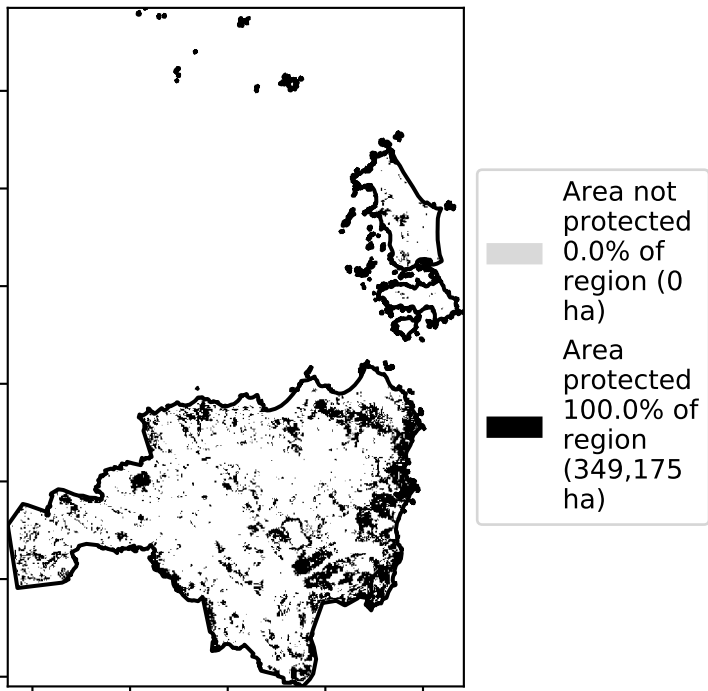 Area not
protected
0.0% of
region (0
ha)
Area
protected
100.0% of
region
(349,175
ha)